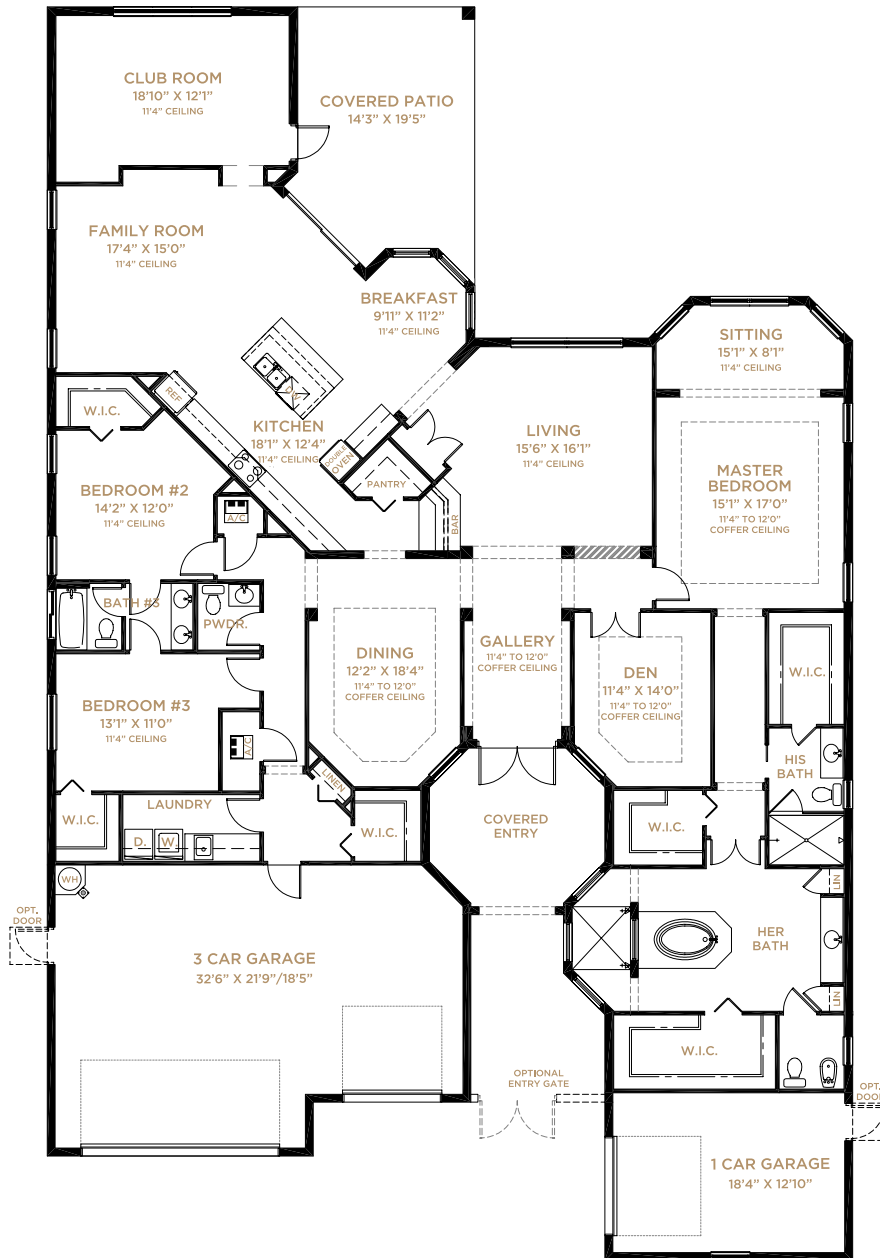 CLUB ROOM
18'10" X 12'1"
11'4" CEILING
COVERED PATIO
14'3" X 19'5"
FAMILY ROOM
17'4" X 15'0"
11'4" CEILING
BREAKFAST
9'11" X 11'2"
11'4" CEILING
SITTING
15'1" X 8'1"
11'4" CEILING
REF
DW
W.I.C.
KITCHEN
18'1" X 12'4"
11'4" CEILING
DOUBLE
OVEN
PANTRY
BAR
LIVING
15'6" X 16'1"
11'4" CEILING
MASTER
BEDROOM
15'1" X 17'0"
11'4" TO 12'0"
COFFER CEILING
BEDROOM #2
14'2" X 12'0"
11'4" CEILING
A/C
BATH #3
PWDR.
DINING
12'2" X 18'4"
11'4" TO 12'0"
COFFER CEILING
GALLERY
11'4" TO 12'0"
COFFER CEILING
DEN
11'4" X 14'0"
11'4" TO 12'0"
COFFER CEILING
W.I.C.
BEDROOM #3
13'1" X 11'0"
11'4" CEILING
A/C
HIS
BATH
LINEN
LAUNDRY
W.I.C.
D.
W.
W.I.C.
COVERED
ENTRY
W.I.C.
WH
LIN
OPT.
DOOR
HER
BATH
3 CAR GARAGE
32'6" X 21'9"/18'5"
LIN
W.I.C.
OPTIONAL
ENTRY GATE
OPT.
DOOR
1 CAR GARAGE
18'4" X 12'10"